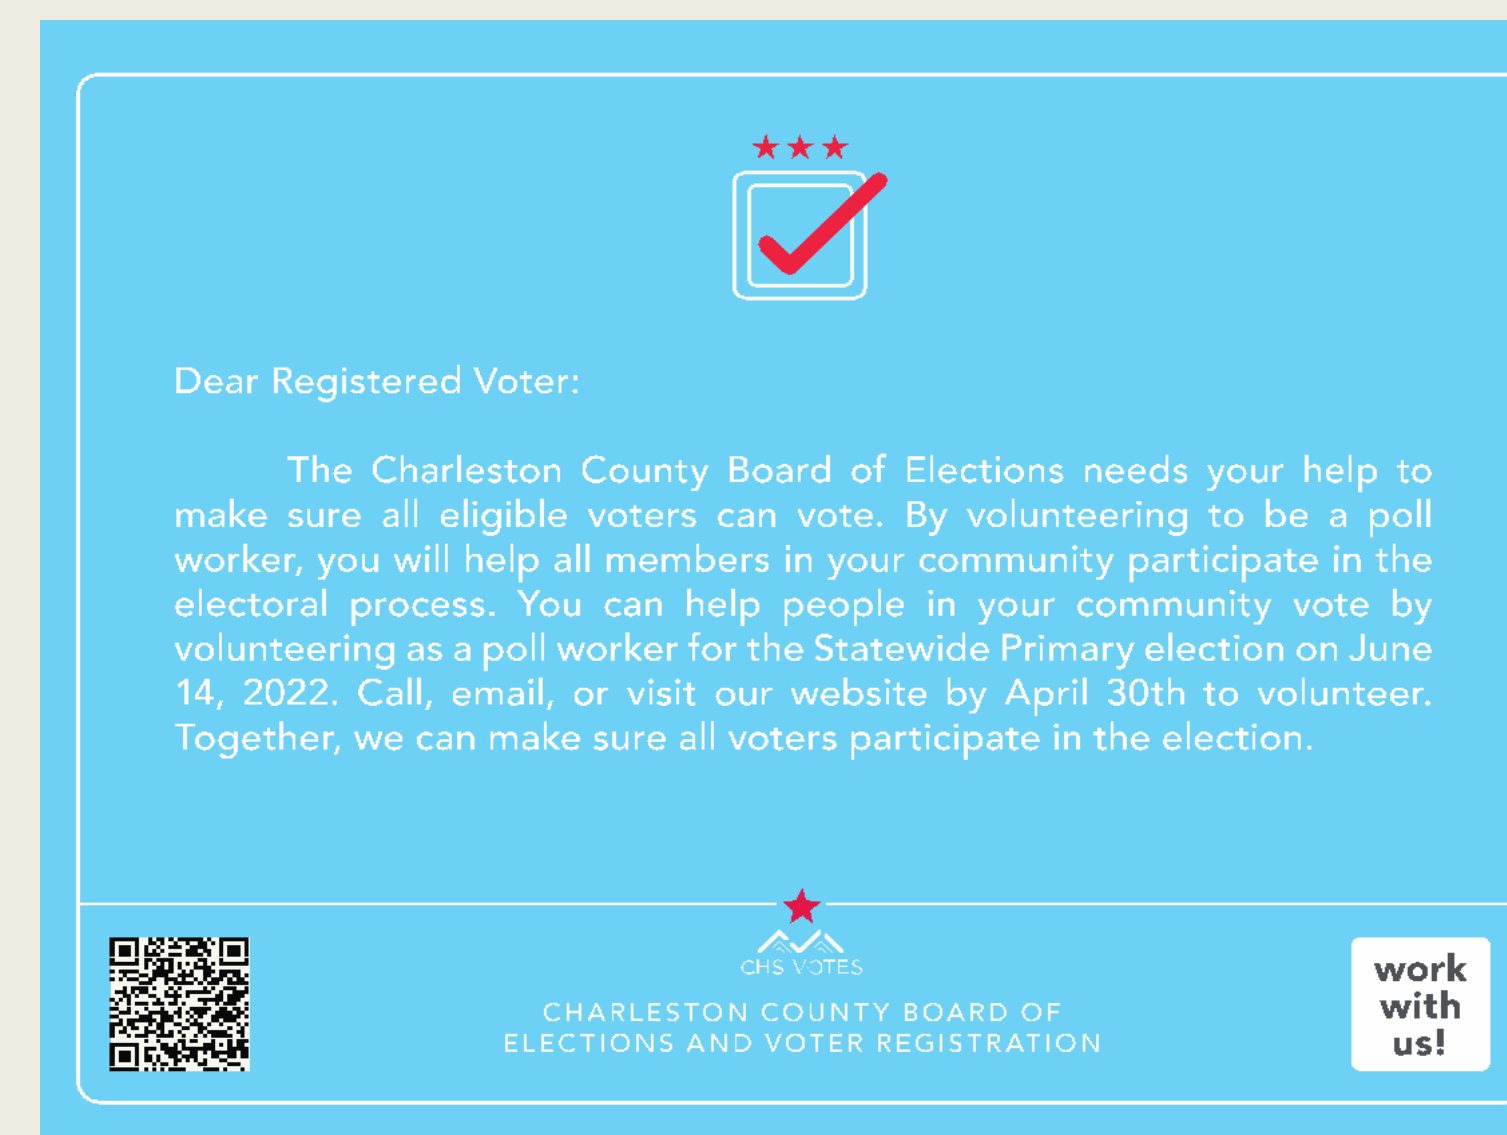 Dear Registered Voter:
The Charleston County Board of Elections needs your help to
make sure all eligible voters can vote. By volunteering to be a poll
worker, you will help all members in your community participate in the
electoral process. You can help people in your community vote by
volunteering as a poll worker for the Statewide Primary election on June
14, 2022. Call, email, or visit our website by April 30th to volunteer.
Together, we can make sure all voters participate in the election.
CHS VOTES
CHARLESTON COUNTY BOARD OF
ELECTIONS AND VOTER REGISTRATION
work
with
us!